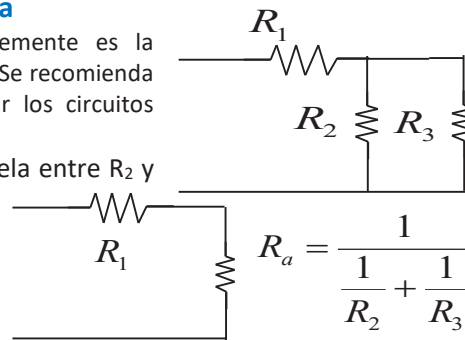 a
emente es la
Se recomienda
r los circuitos
ela entre R₂ y
R₁
R₂ R₃
R₁
Rₐ = 1 / (1/R₂ + 1/R₃)